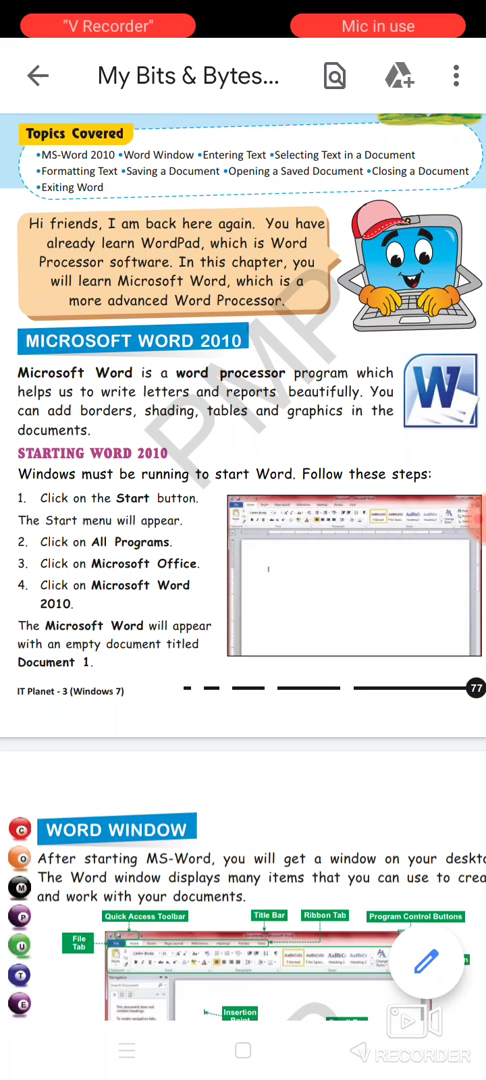 "V Recorder"
Mic in use
My Bits & Bytes...
Topics Covered
•MS-Word 2010 •Word Window •Entering Text •Selecting Text in a Document
•Formatting Text •Saving a Document •Opening a Saved Document •Closing a Document
•Exiting Word
Hi friends, I am back here again. You have
already learn WordPad, which is Word
Processor software. In this chapter, you
will learn Microsoft Word, which is a
more advanced Word Processor.
MICROSOFT WORD 2010
Microsoft Word is a word processor program which
helps us to write letters and reports beautifully. You
can add borders, shading, tables and graphics in the
documents.
W
PMP
STARTING WORD 2010
Windows must be running to start Word. Follow these steps:
1. Click on the Start button.
The Start menu will appear.
2. Click on All Programs.
3. Click on Microsoft Office.
4. Click on Microsoft Word
2010.
The Microsoft Word will appear
with an empty document titled
Document 1.
IT Planet - 3 (Windows 7)
77
WORD WINDOW
After starting MS-Word, you will get a window on your deskto
The Word window displays many items that you can use to crea
and work with your documents.
C
O
M
P
U
T
E
Quick Access Toolbar
Title Bar
Ribbon Tab
Program Control Buttons
File
Tab
Insertion
Point
RECORDER